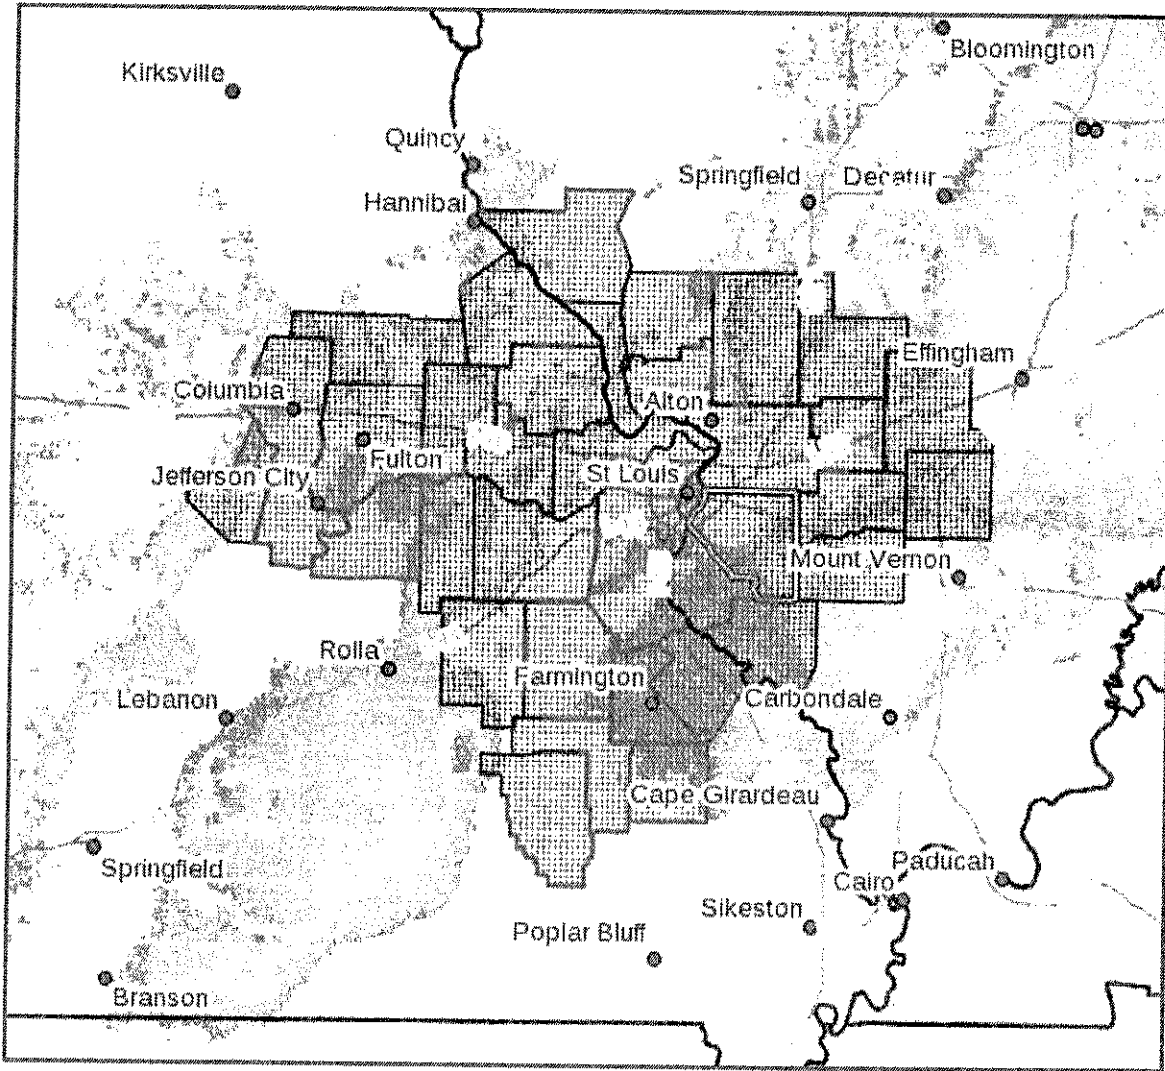 Bloomington
Kirksville
Quincy
Springfield
Decatur
Hannibal
Effingham
Columbia
Alton
Fulton
Jefferson City
St Louis
Mount Vernon
Rolla
Farmington
Lebanon
Carbondale
Cape Girardeau
Springfield
Paducah
Cairo
Sikeston
Poplar Bluff
Branson